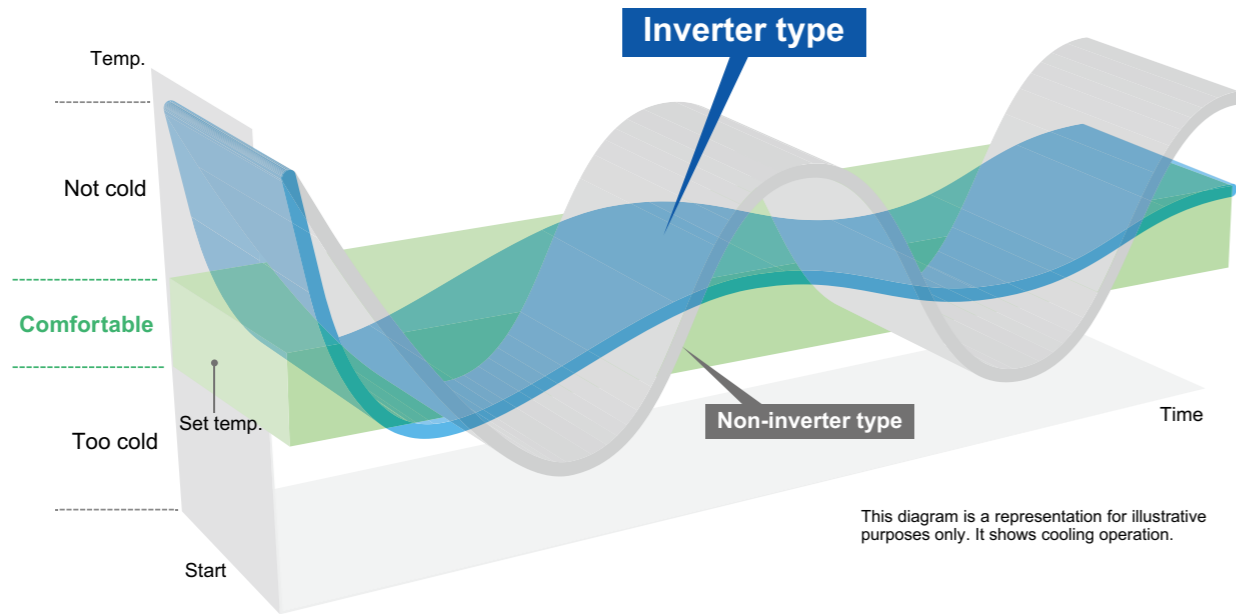 Inverter type
Temp.
Not cold
Comfortable
Set temp.
Too cold
Non-inverter type
Time
Start
This diagram is a representation for illustrative
purposes only. It shows cooling operation.